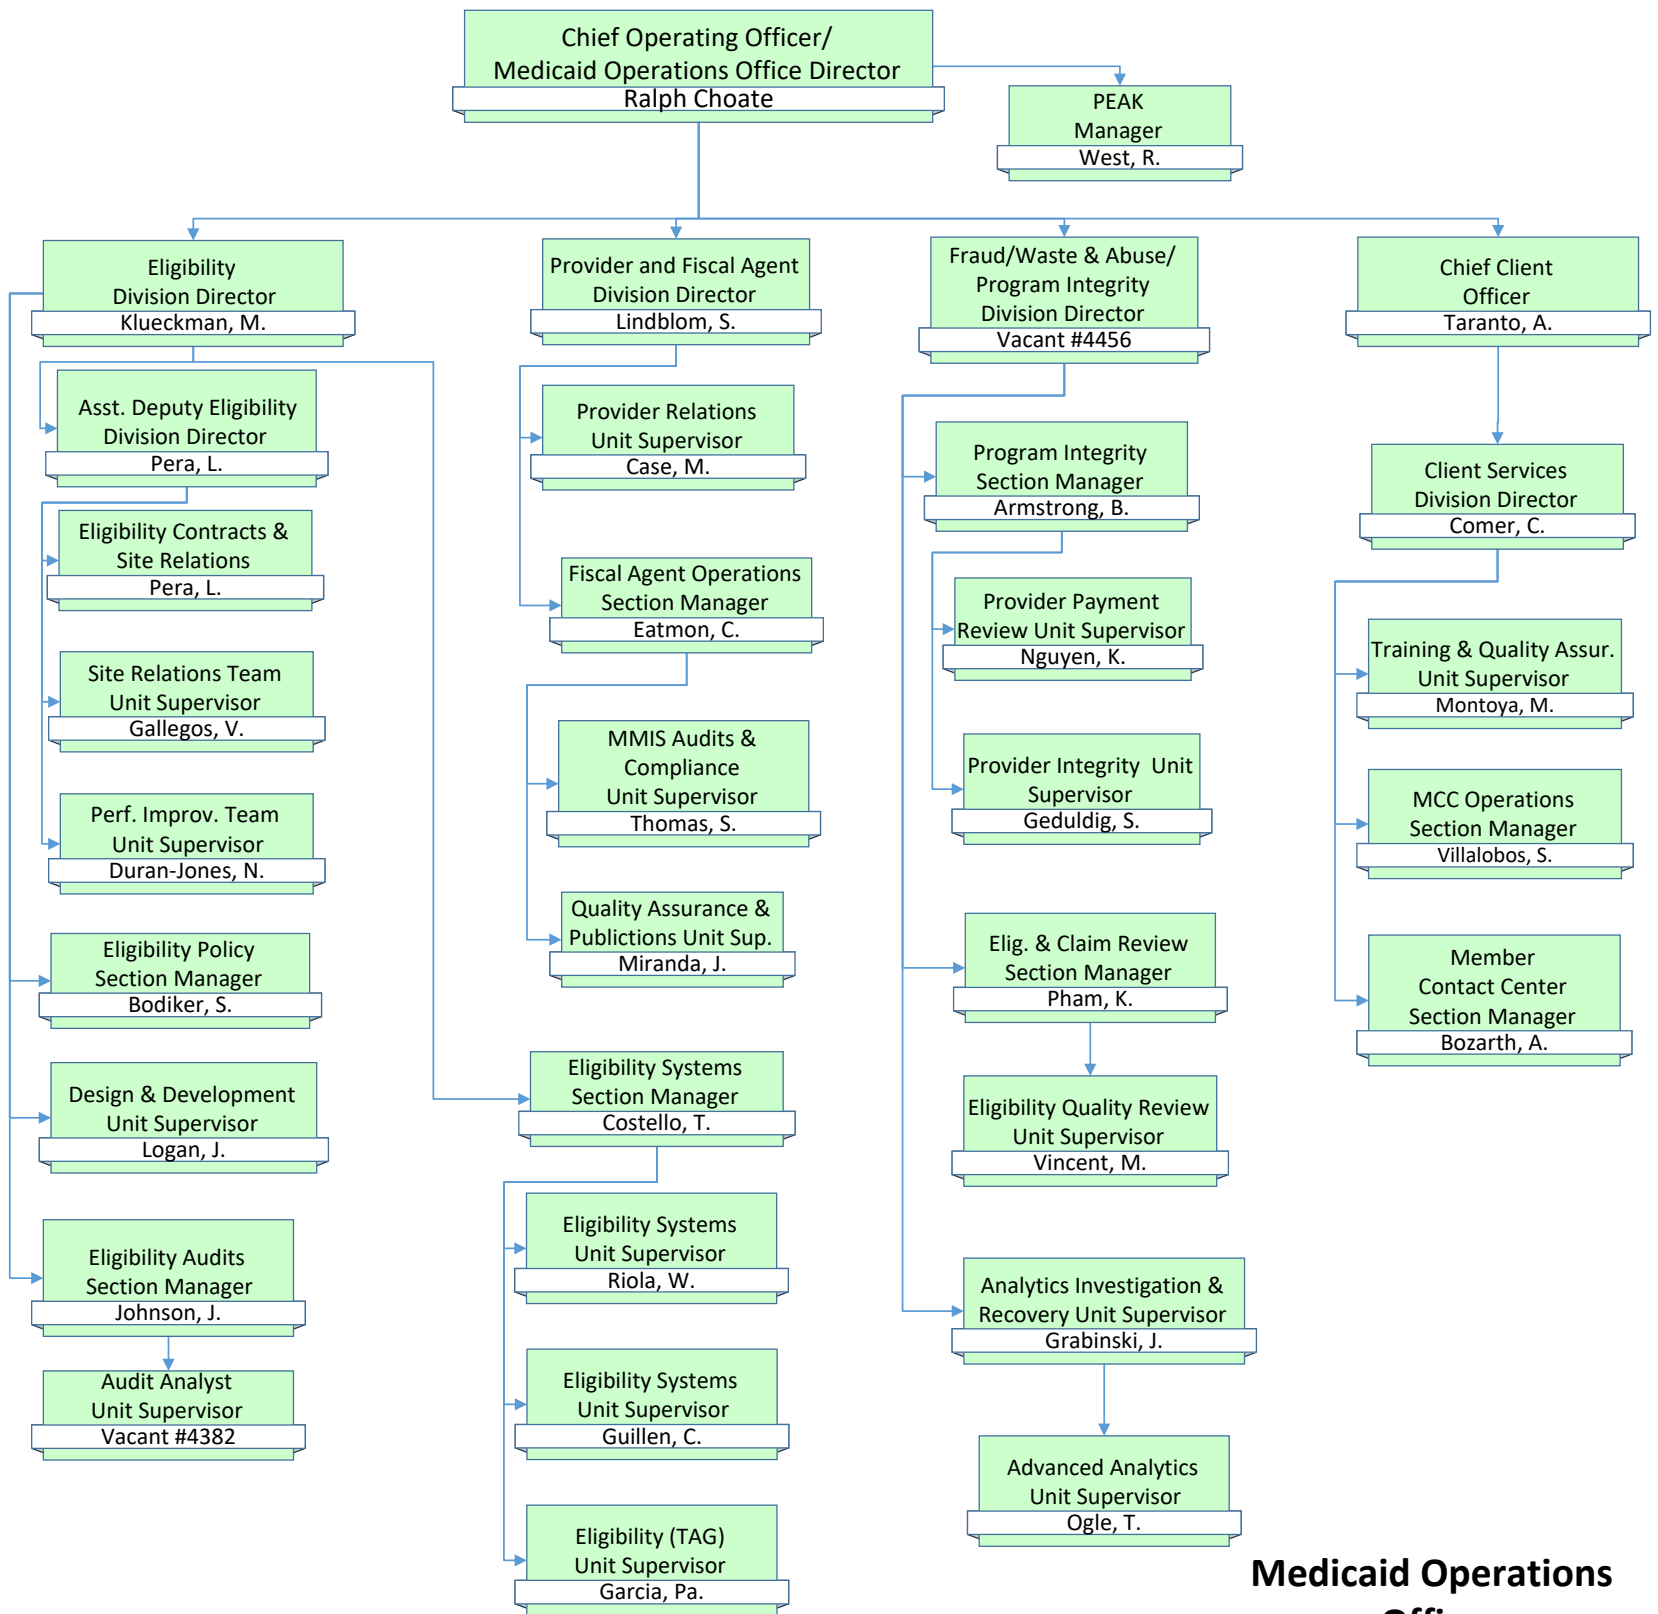 Chief Operating Officer/
Medicaid Operations Office Director
Ralph Choate
PEAK
Manager
West, R.
Eligibility
Division Director
Klueckman, M.
Asst. Deputy Eligibility
Division Director
Pera, L.
Eligibility Contracts &
Site Relations
Pera, L.
Site Relations Team
Unit Supervisor
Gallegos, V.
Perf. Improv. Team
Unit Supervisor
Duran-Jones, N.
Eligibility Policy
Section Manager
Bodiker, S.
Design & Development
Unit Supervisor
Logan, J.
Eligibility Audits
Section Manager
Johnson, J.
Audit Analyst
Unit Supervisor
Vacant #4382
Provider and Fiscal Agent
Division Director
Lindblom, S.
Provider Relations
Unit Supervisor
Case, M.
Fiscal Agent Operations
Section Manager
Eatmon, C.
MMIS Audits &
Compliance
Unit Supervisor
Thomas, S.
Quality Assurance &
Publictions Unit Sup.
Miranda, J.
Eligibility Systems
Section Manager
Costello, T.
Eligibility Systems
Unit Supervisor
Riola, W.
Eligibility Systems
Unit Supervisor
Guillen, C.
Eligibility (TAG)
Unit Supervisor
Garcia, Pa.
Fraud/Waste & Abuse/
Program Integrity
Division Director
Vacant #4456
Program Integrity
Section Manager
Armstrong, B.
Provider Payment
Review Unit Supervisor
Nguyen, K.
Provider Integrity Unit
Supervisor
Geduldig, S.
Elig. & Claim Review
Section Manager
Pham, K.
Eligibility Quality Review
Unit Supervisor
Vincent, M.
Analytics Investigation &
Recovery Unit Supervisor
Grabinski, J.
Advanced Analytics
Unit Supervisor
Ogle, T.
Chief Client
Officer
Taranto, A.
Client Services
Division Director
Comer, C.
Training & Quality Assur.
Unit Supervisor
Montoya, M.
MCC Operations
Section Manager
Villalobos, S.
Member
Contact Center
Section Manager
Bozarth, A.
Medicaid Operations